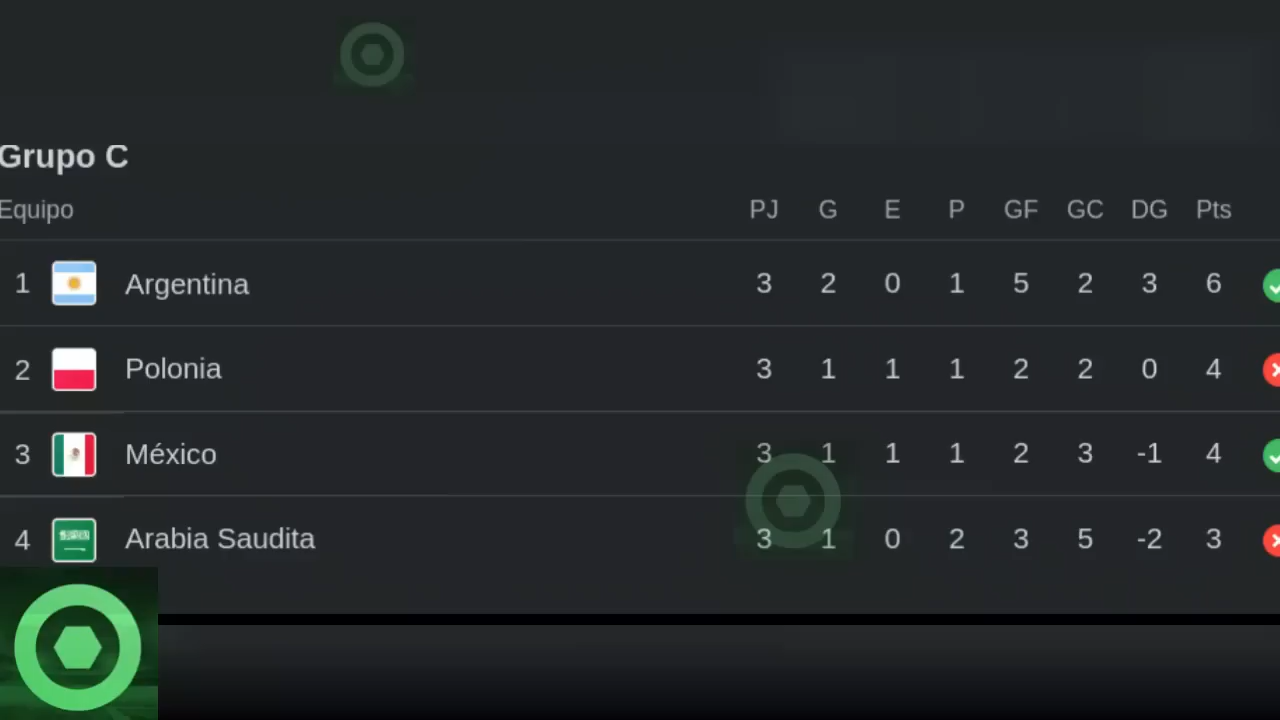 Grupo C
Equipo PJ G E P GF GC DG Pts
1 Argentina 3 2 0 1 5 2 3 6
2 Polonia 3 1 1 1 2 2 0 4
3 México 3 1 1 1 2 3 -1 4
4 Arabia Saudita 3 1 0 2 3 5 -2 3